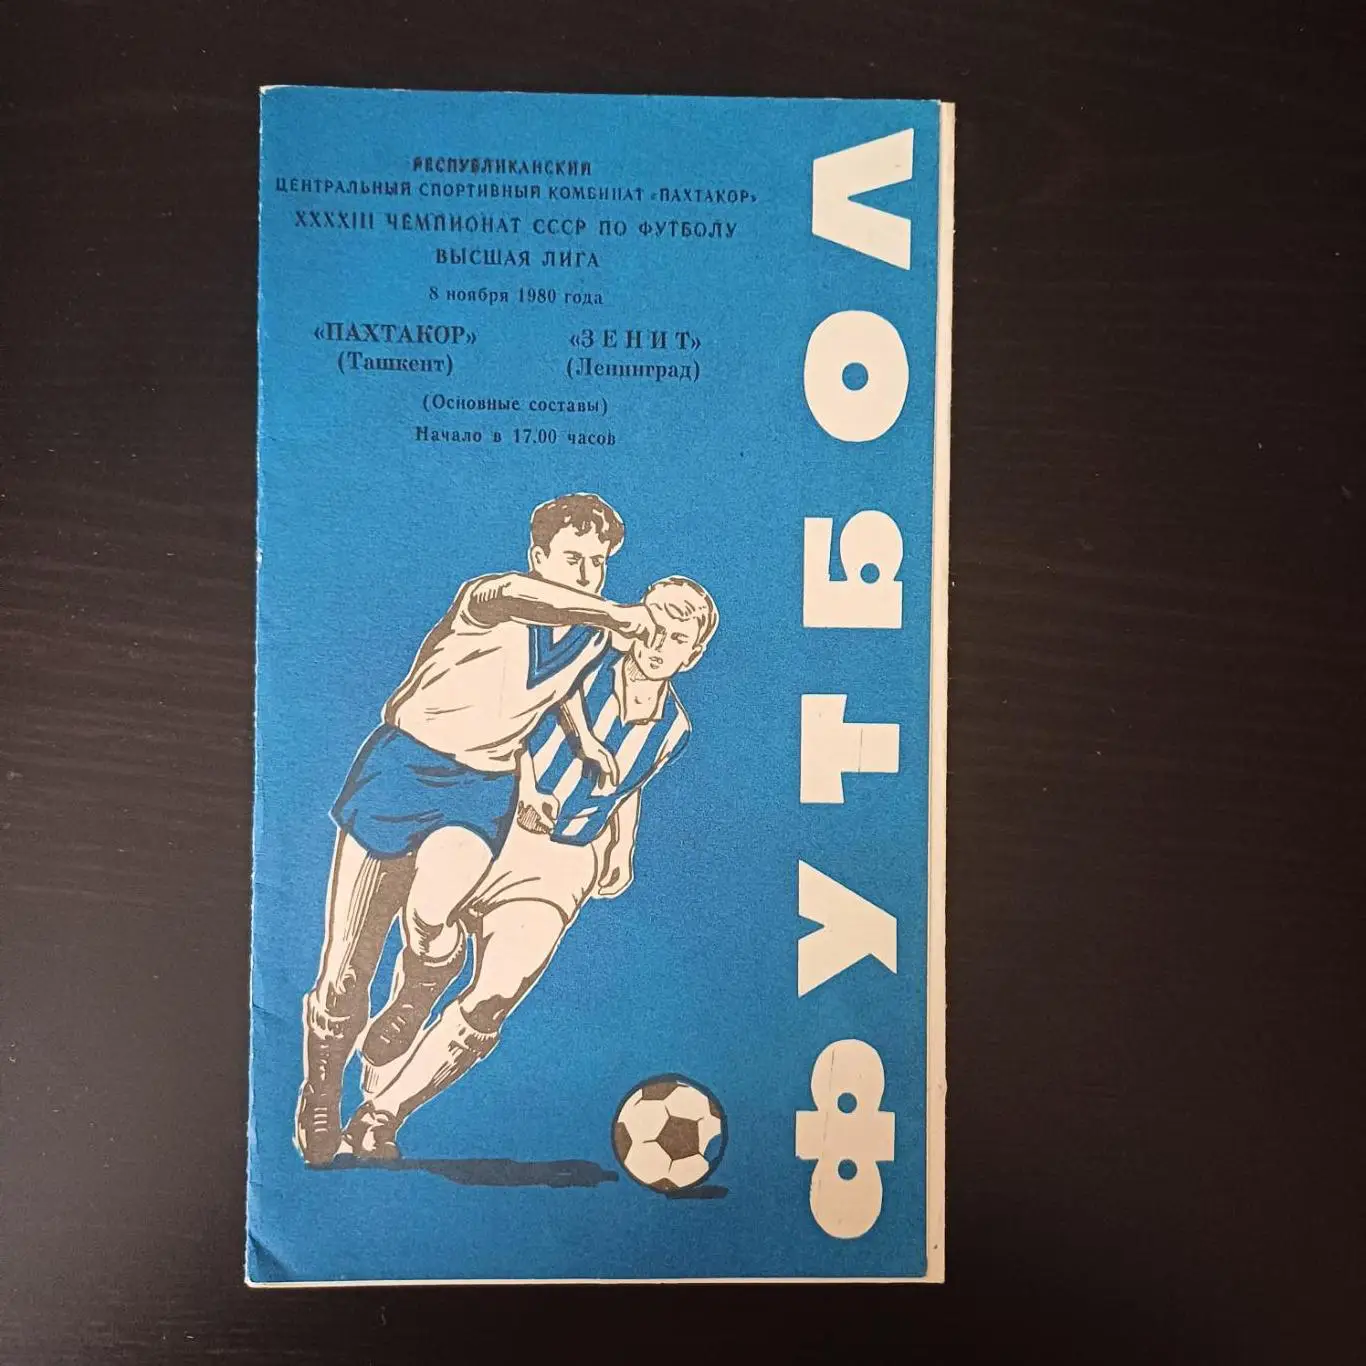 РЕСПУБЛИКАНСКИЙ
ЦЕНТРАЛЬНЫЙ СПОРТИВНЫЙ КОМБИНАТ «ПАХТАКОР»
XXXXIII ЧЕМПИОНАТ СССР ПО ФУТБОЛУ
ВЫСШАЯ ЛИГА
8 ноября 1980 года
«ПАХТАКОР» «ЗЕНИТ»
(Ташкент) (Ленинград)
(Основные составы)
Начало в 17.00 часов
ФУТБОЛ